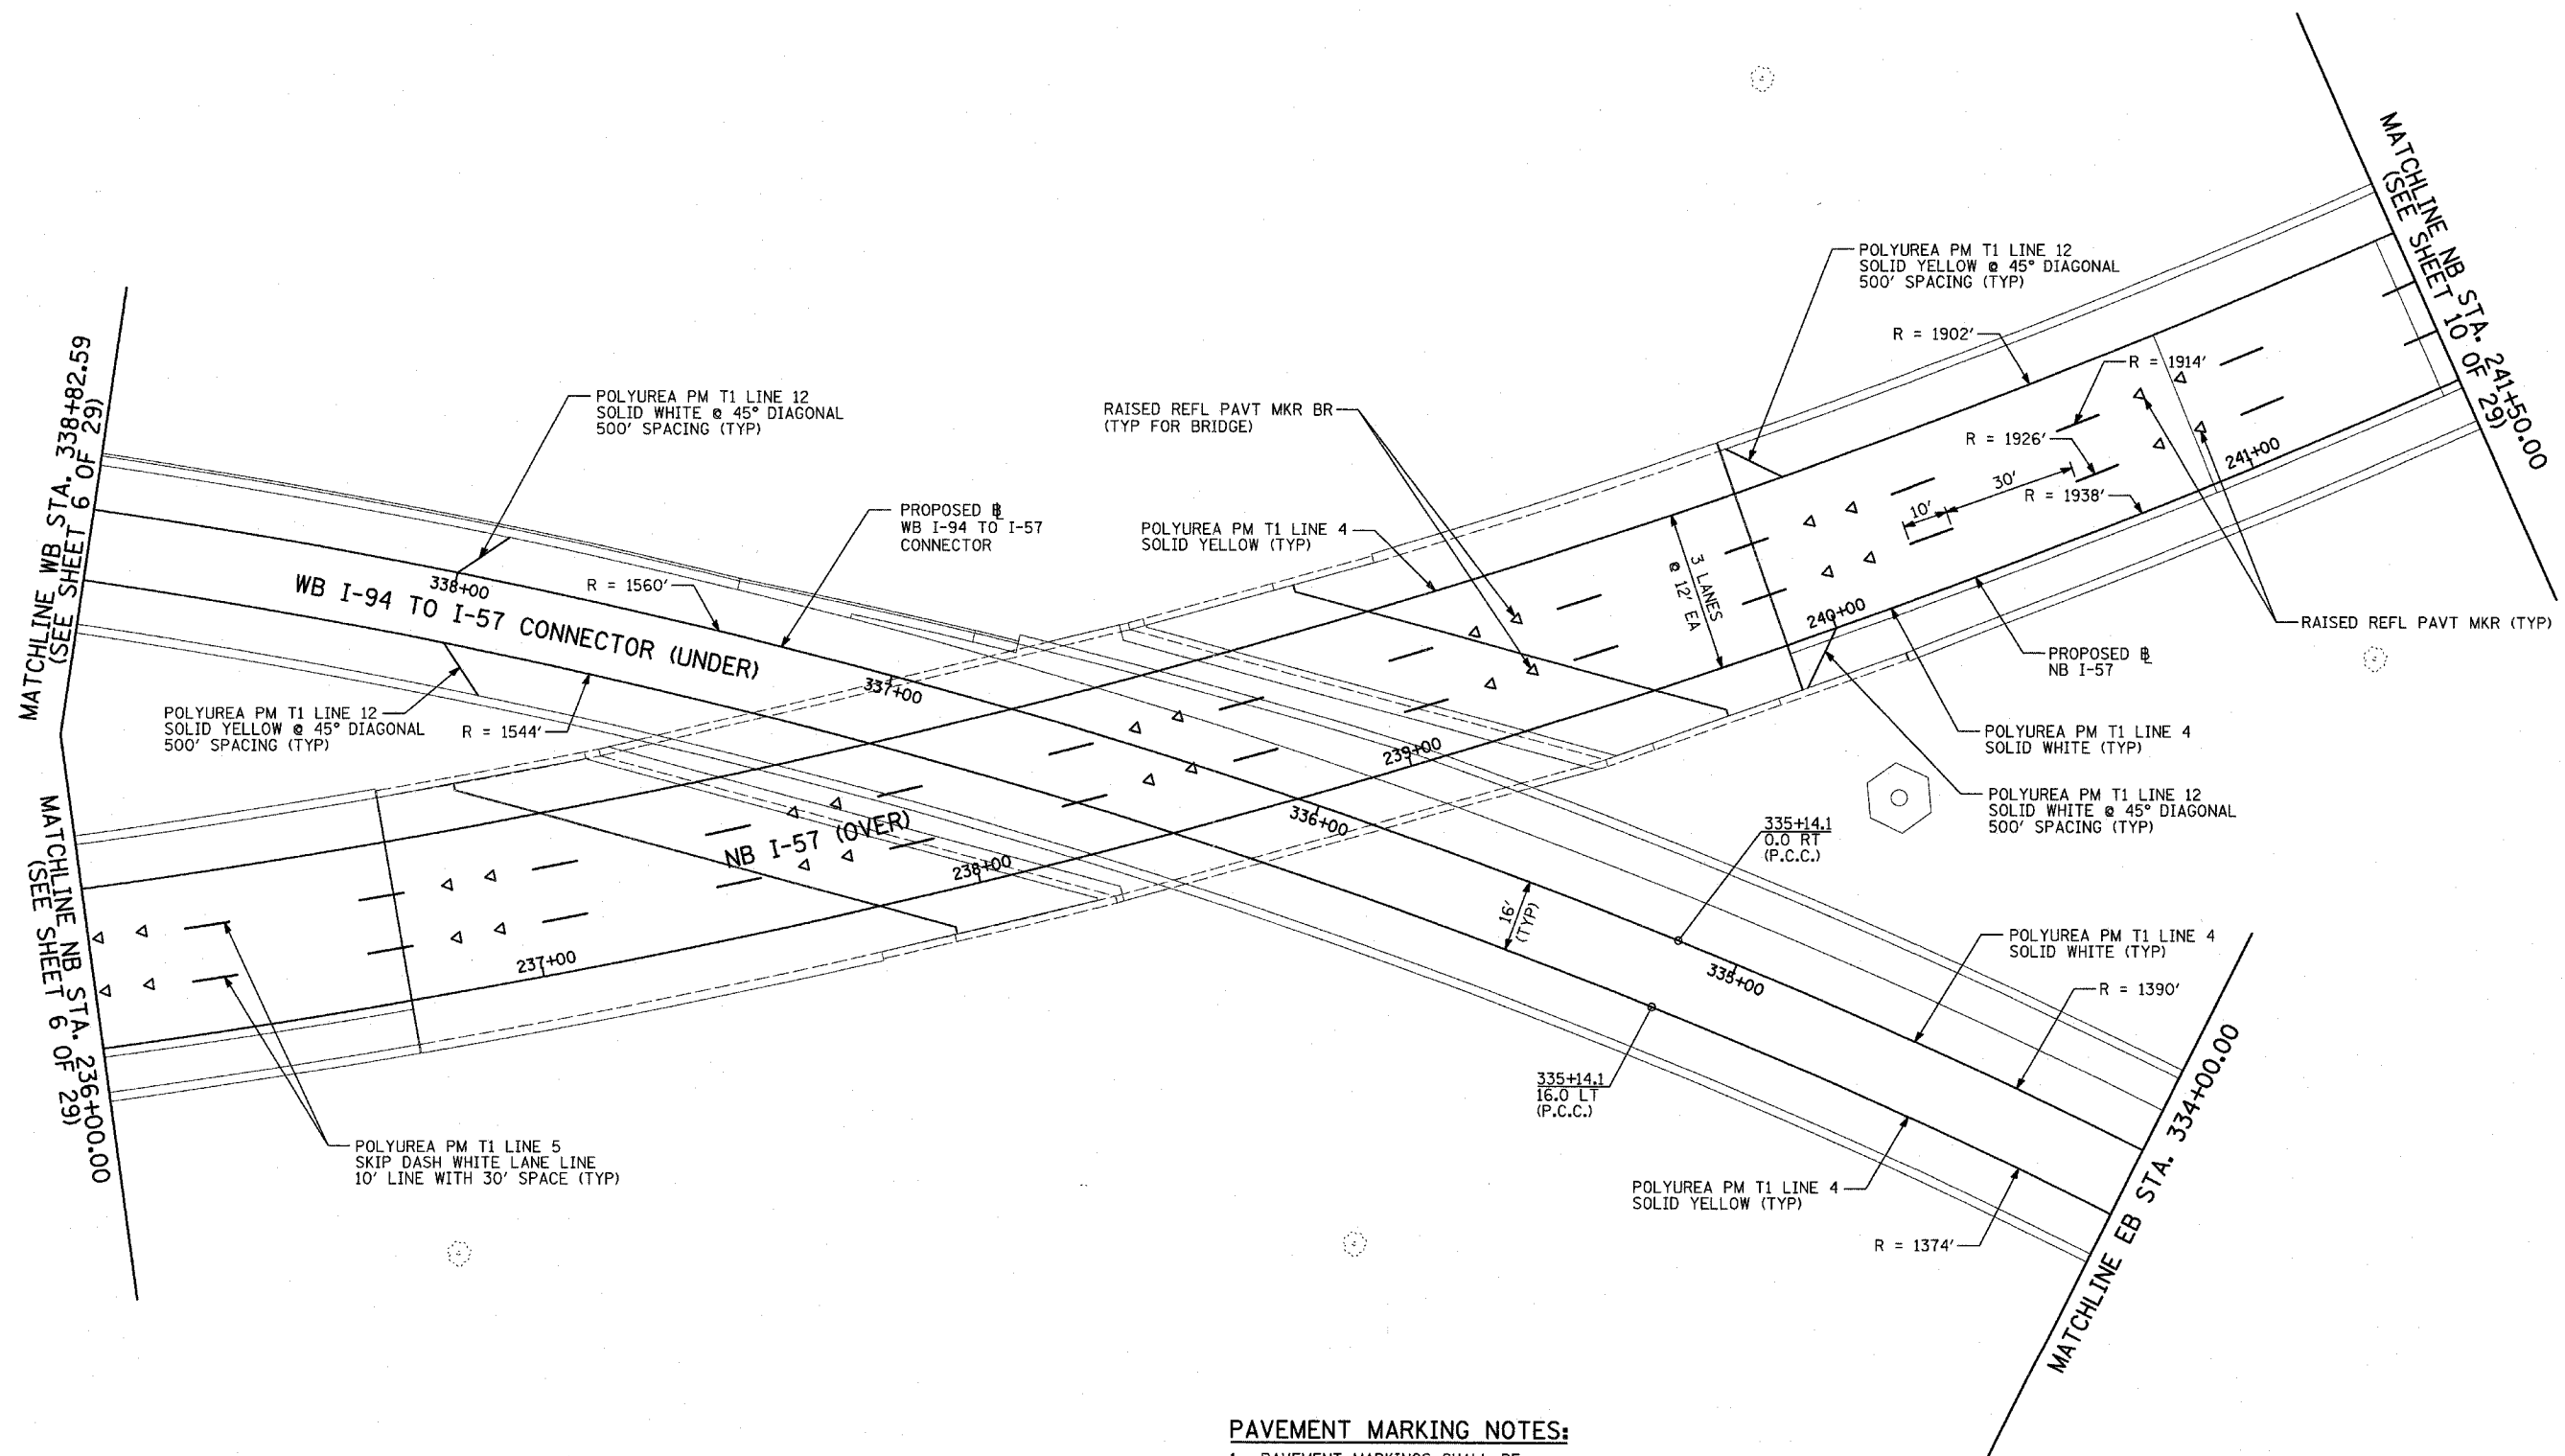 MATCHLINE WB STA. 338+82.59
(SEE SHEET 6 OF 29)
MATCHLINE NB STA. 236+00.00
(SEE SHEET 6 OF 29)
POLYUREA PM T1 LINE 12
SOLID WHITE @ 45° DIAGONAL
500' SPACING (TYP)
338+00
R = 1560'
PROPOSED ℄
WB I-94 TO I-57
CONNECTOR
WB I-94 TO I-57 CONNECTOR (UNDER)
337+00
POLYUREA PM T1 LINE 12
SOLID YELLOW @ 45° DIAGONAL
500' SPACING (TYP)
R = 1544'
RAISED REFL PAVT MKR BR
(TYP FOR BRIDGE)
POLYUREA PM T1 LINE 4
SOLID YELLOW (TYP)
POLYUREA PM T1 LINE 12
SOLID YELLOW @ 45° DIAGONAL
500' SPACING (TYP)
R = 1902'
R = 1914'
R = 1926'
30'
10'
R = 1938'
241+00
MATCHLINE NB STA. 241+50.00
(SEE SHEET 10 OF 29)
3 LANES
@ 12' EA
240+00
RAISED REFL PAVT MKR (TYP)
PROPOSED ℄
NB I-57
POLYUREA PM T1 LINE 4
SOLID WHITE (TYP)
POLYUREA PM T1 LINE 12
SOLID WHITE @ 45° DIAGONAL
500' SPACING (TYP)
239+00
336+00
NB I-57 (OVER)
238+00
237+00
335+14.1
0.0 RT
(P.C.C.)
16'
(TYP)
335+00
POLYUREA PM T1 LINE 4
SOLID WHITE (TYP)
R = 1390'
335+14.1
16.0 LT
(P.C.C.)
POLYUREA PM T1 LINE 5
SKIP DASH WHITE LANE LINE
10' LINE WITH 30' SPACE (TYP)
POLYUREA PM T1 LINE 4
SOLID YELLOW (TYP)
R = 1374'
MATCHLINE EB STA. 334+00.00
PAVEMENT MARKING NOTES: